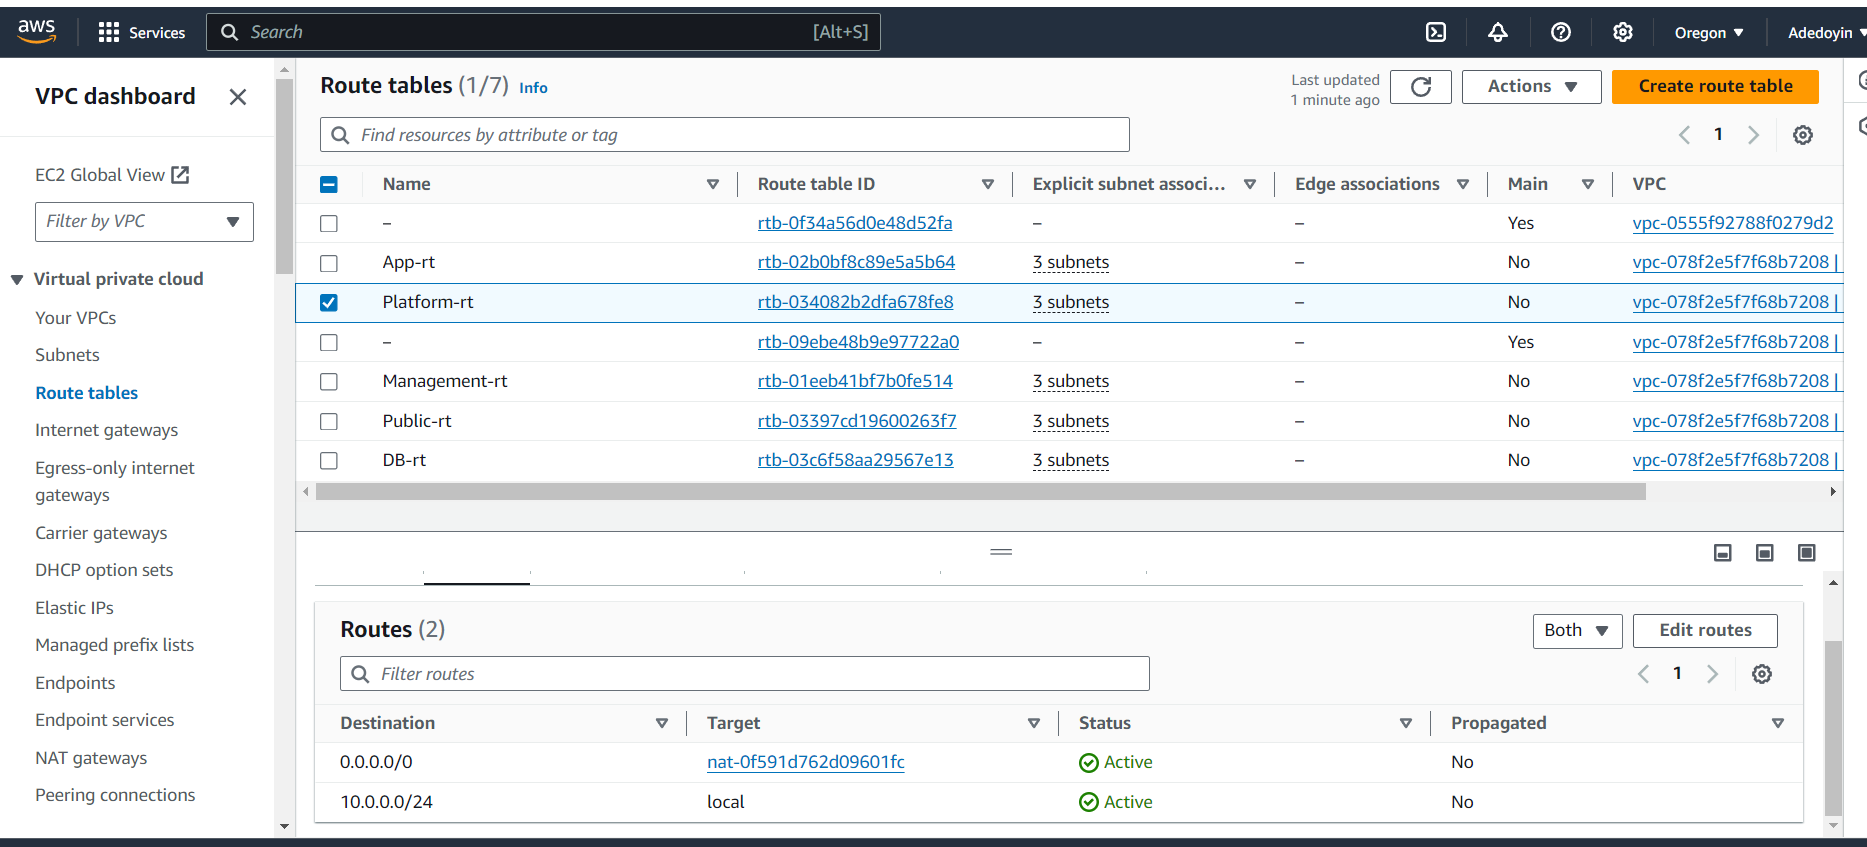 aws
Services
Search
[Alt+S]
Oregon
Adedoyin
VPC dashboard
EC2 Global View
Filter by VPC
Virtual private cloud
Your VPCs
Subnets
Route tables
Internet gateways
Egress-only internet
gateways
Carrier gateways
DHCP option sets
Elastic IPs
Managed prefix lists
Endpoints
Endpoint services
NAT gateways
Peering connections
Route tables (1/7) Info
Last updated
1 minute ago
Actions
Create route table
Find resources by attribute or tag
1
Name Route table ID Explicit subnet associ... Edge associations Main VPC
– rtb-0f34a56d0e48d52fa – – Yes vpc-0555f92788f0279d2
App-rt rtb-02b0bf8c89e5a5b64 3 subnets – No vpc-078f2e5f7f68b7208 |
Platform-rt rtb-034082b2dfa678fe8 3 subnets – No vpc-078f2e5f7f68b7208 |
– rtb-09ebe48b9e97722a0 – – Yes vpc-078f2e5f7f68b7208 |
Management-rt rtb-01eeb41bf7b0fe514 3 subnets – No vpc-078f2e5f7f68b7208 |
Public-rt rtb-03397cd19600263f7 3 subnets – No vpc-078f2e5f7f68b7208 |
DB-rt rtb-03c6f58aa29567e13 3 subnets – No vpc-078f2e5f7f68b7208 |
Routes (2)
Both
Edit routes
Filter routes
1
Destination Target Status Propagated
0.0.0.0/0 nat-0f591d762d09601fc Active No
10.0.0.0/24 local Active No